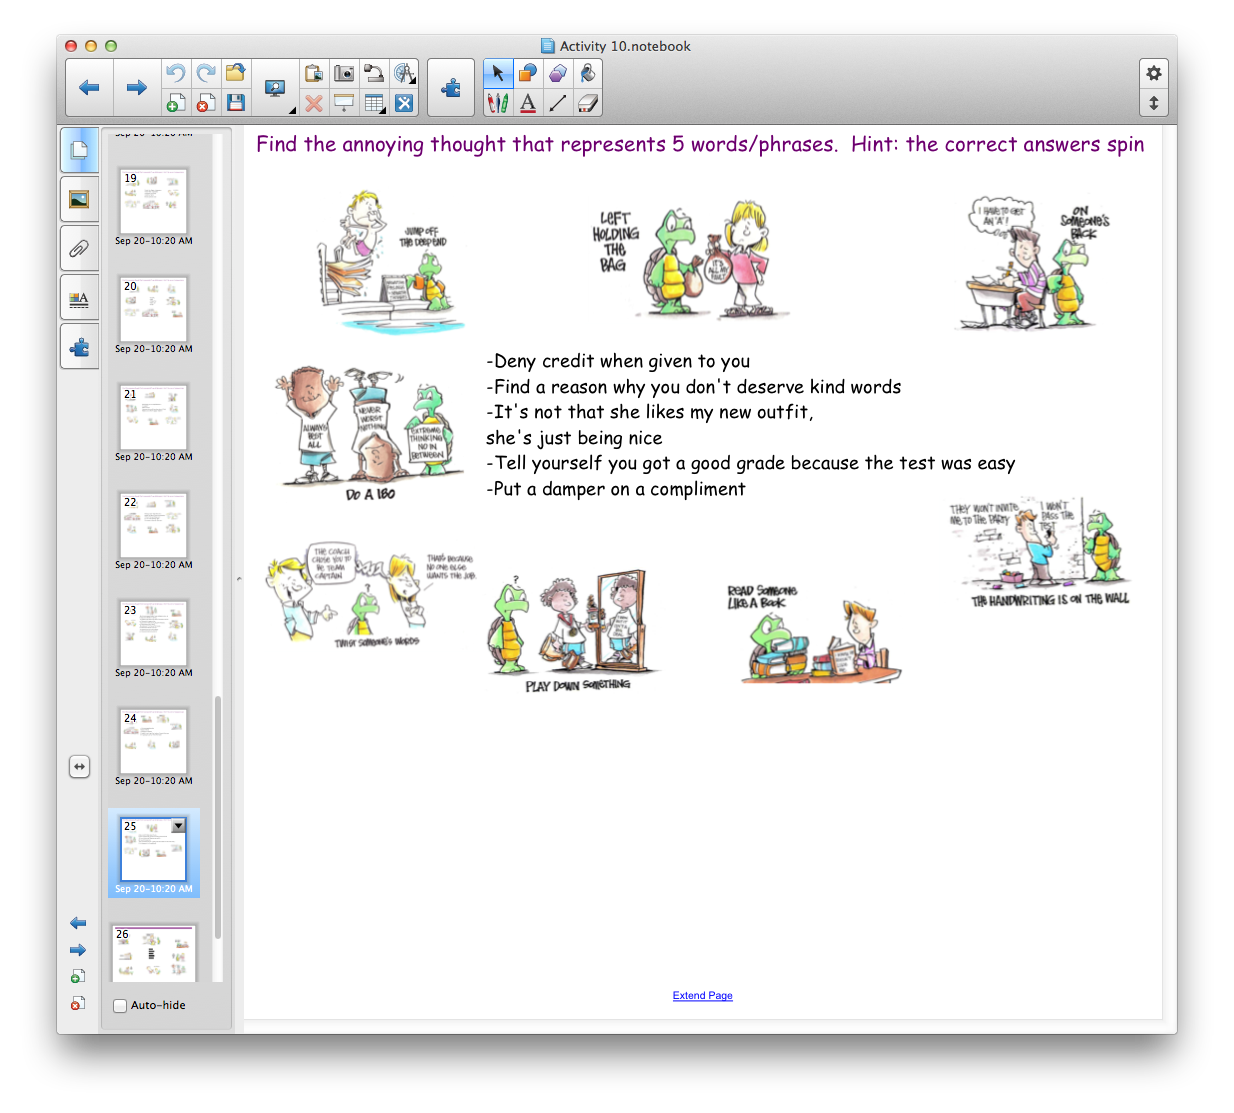 Activity 10.notebook
Sep 20-10:20 AM
19
Sep 20-10:20 AM
20
Sep 20-10:20 AM
21
Sep 20-10:20 AM
22
Sep 20-10:20 AM
23
Sep 20-10:20 AM
24
Sep 20-10:20 AM
25
Sep 20-10:20 AM
26
Auto-hide
Find the annoying thought that represents 5 words/phrases.  Hint: the correct answers spin
JUMP OFF
THE DEEP END
LEFT
HOLDING
THE
BAG
IT'S
ALL MY
FAULT
I HAVE TO GET
AN "A"!
ON
SOMEONE'S
BACK
ALWAYS
BEST
ALL
NEVER
WORST
NOTHING
EXTREME
THINKING
NO IN
BETWEEN
DO A 180
-Deny credit when given to you
-Find a reason why you don't deserve kind words
-It's not that she likes my new outfit,
she's just being nice
-Tell yourself you got a good grade because the test was easy
-Put a damper on a compliment
THEY WON'T INVITE
ME TO THE PARTY
I WON'T
PASS THE
TEST
THE HANDWRITING IS ON THE WALL
THE COACH
CHOSE YOU TO
BE TEAM
CAPTAIN
THAT'S BECAUSE
NO ONE ELSE
WANTS THE JOB.
?
TWIST SOMEONE'S WORDS
?
PLAY DOWN SOMETHING
READ SOMEONE
LIKE A BOOK
Extend Page